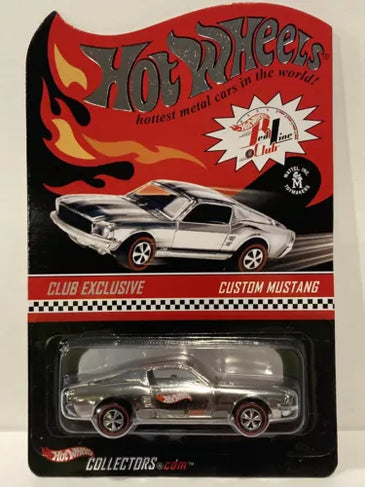 HOT WHEELS
hottest metal cars in the world!
Red Line
Club
MATTEL, INC.
TOYMAKERS
CLUB EXCLUSIVE
CUSTOM MUSTANG
Hot Wheels
COLLECTORS.COM™